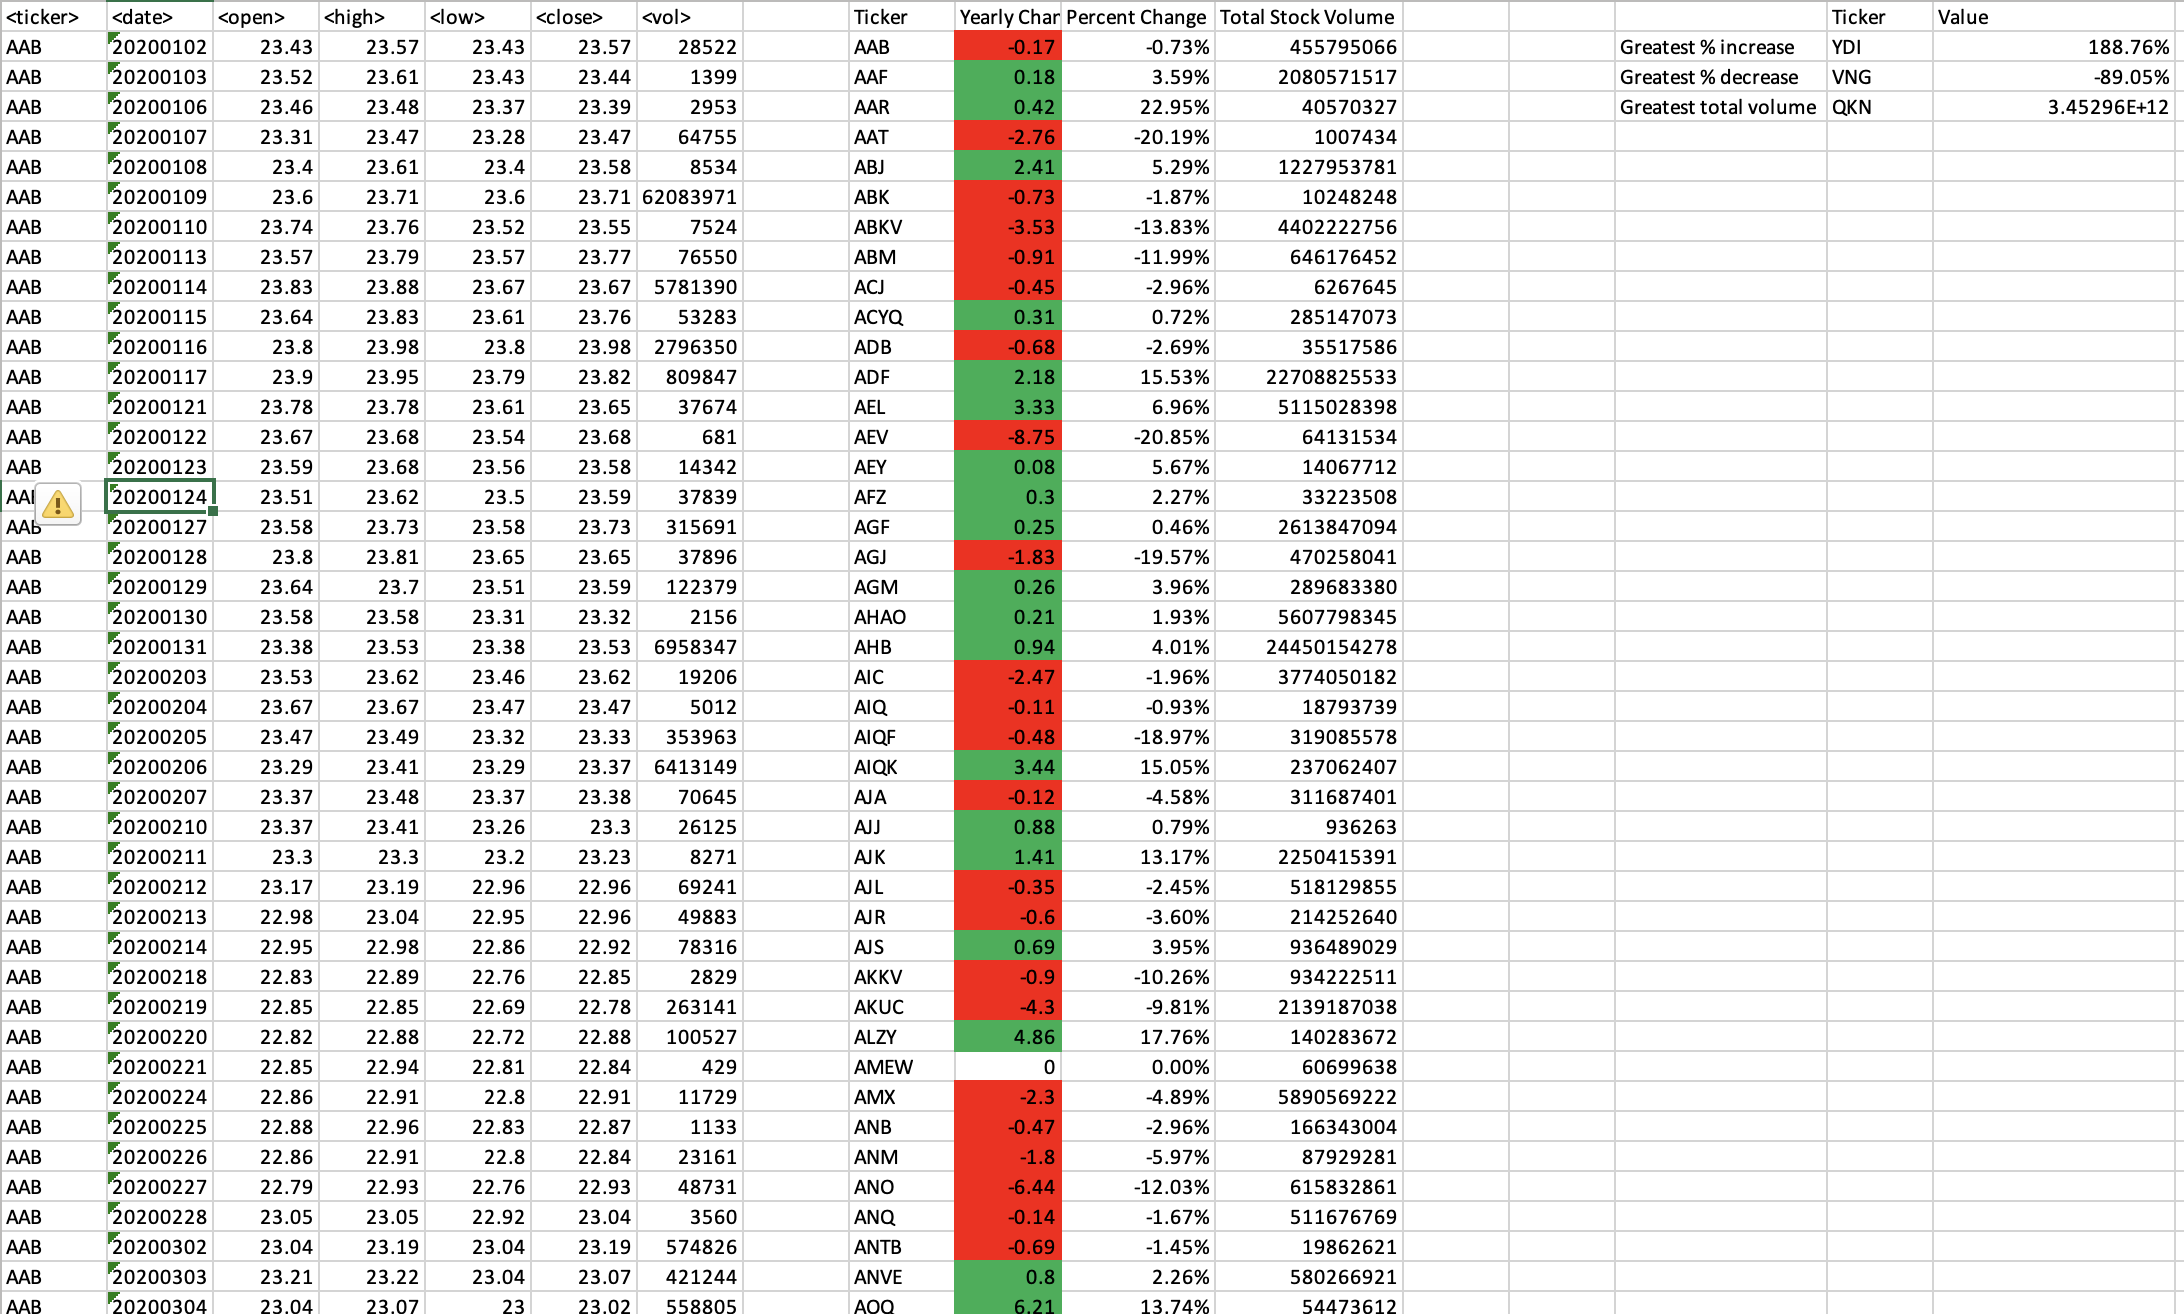 <ticker> <date> <open> <high> <low> <close> <vol> Ticker Yearly Char Percent Change Total Stock Volume Ticker Value
AAB 20200102 23.43 23.57 23.43 23.57 28522 AAB -0.17 -0.73% 455795066 Greatest % increase YDI 188.76%
AAB 20200103 23.52 23.61 23.43 23.44 1399 AAF 0.18 3.59% 2080571517 Greatest % decrease VNG -89.05%
AAB 20200106 23.46 23.48 23.37 23.39 2953 AAR 0.42 22.95% 40570327 Greatest total volume QKN 3.45296E+12
AAB 20200107 23.31 23.47 23.28 23.47 64755 AAT -2.76 -20.19% 1007434
AAB 20200108 23.4 23.61 23.4 23.58 8534 ABJ 2.41 5.29% 1227953781
AAB 20200109 23.6 23.71 23.6 23.71 62083971 ABK -0.73 -1.87% 10248248
AAB 20200110 23.74 23.76 23.52 23.55 7524 ABKV -3.53 -13.83% 4402222756
AAB 20200113 23.57 23.79 23.57 23.77 76550 ABM -0.91 -11.99% 646176452
AAB 20200114 23.83 23.88 23.67 23.67 5781390 ACJ -0.45 -2.96% 6267645
AAB 20200115 23.64 23.83 23.61 23.76 53283 ACYQ 0.31 0.72% 285147073
AAB 20200116 23.8 23.98 23.8 23.98 2796350 ADB -0.68 -2.69% 35517586
AAB 20200117 23.9 23.95 23.79 23.82 809847 ADF 2.18 15.53% 22708825533
AAB 20200121 23.78 23.78 23.61 23.65 37674 AEL 3.33 6.96% 5115028398
AAB 20200122 23.67 23.68 23.54 23.68 681 AEV -8.75 -20.85% 64131534
AAB 20200123 23.59 23.68 23.56 23.58 14342 AEY 0.08 5.67% 14067712
20200124 23.51 23.62 23.5 23.59 37839 AFZ 0.3 2.27% 33223508
AAB 20200127 23.58 23.73 23.58 23.73 315691 AGF 0.25 0.46% 2613847094
AAB 20200128 23.8 23.81 23.65 23.65 37896 AGJ -1.83 -19.57% 470258041
AAB 20200129 23.64 23.7 23.51 23.59 122379 AGM 0.26 3.96% 289683380
AAB 20200130 23.58 23.58 23.31 23.32 2156 AHAO 0.21 1.93% 5607798345
AAB 20200131 23.38 23.53 23.38 23.53 6958347 AHB 0.94 4.01% 24450154278
AAB 20200203 23.53 23.62 23.46 23.62 19206 AIC -2.47 -1.96% 3774050182
AAB 20200204 23.67 23.67 23.47 23.47 5012 AIQ -0.11 -0.93% 18793739
AAB 20200205 23.47 23.49 23.32 23.33 353963 AIQF -0.48 -18.97% 319085578
AAB 20200206 23.29 23.41 23.29 23.37 6413149 AIQK 3.44 15.05% 237062407
AAB 20200207 23.37 23.48 23.37 23.38 70645 AJA -0.12 -4.58% 311687401
AAB 20200210 23.37 23.41 23.26 23.3 26125 AJJ 0.88 0.79% 936263
AAB 20200211 23.3 23.3 23.2 23.23 8271 AJK 1.41 13.17% 2250415391
AAB 20200212 23.17 23.19 22.96 22.96 69241 AJL -0.35 -2.45% 518129855
AAB 20200213 22.98 23.04 22.95 22.96 49883 AJR -0.6 -3.60% 214252640
AAB 20200214 22.95 22.98 22.86 22.92 78316 AJS 0.69 3.95% 936489029
AAB 20200218 22.83 22.89 22.76 22.85 2829 AKKV -0.9 -10.26% 934222511
AAB 20200219 22.85 22.85 22.69 22.78 263141 AKUC -4.3 -9.81% 2139187038
AAB 20200220 22.82 22.88 22.72 22.88 100527 ALZY 4.86 17.76% 140283672
AAB 20200221 22.85 22.94 22.81 22.84 429 AMEW 0 0.00% 60699638
AAB 20200224 22.86 22.91 22.8 22.91 11729 AMX -2.3 -4.89% 5890569222
AAB 20200225 22.88 22.96 22.83 22.87 1133 ANB -0.47 -2.96% 166343004
AAB 20200226 22.86 22.91 22.8 22.84 23161 ANM -1.8 -5.97% 87929281
AAB 20200227 22.79 22.93 22.76 22.93 48731 ANO -6.44 -12.03% 615832861
AAB 20200228 23.05 23.05 22.92 23.04 3560 ANQ -0.14 -1.67% 511676769
AAB 20200302 23.04 23.19 23.04 23.19 574826 ANTB -0.69 -1.45% 19862621
AAB 20200303 23.21 23.22 23.04 23.07 421244 ANVE 0.8 2.26% 580266921
AAB 20200304 23.04 23.07 23 23.02 558805 AOQ 6.21 13.74% 54473612